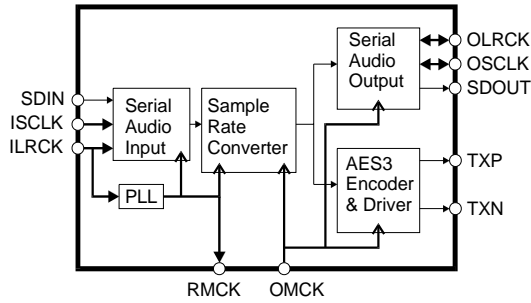 SDIN
ISCLK
ILRCK
Serial
Audio
Input
PLL
Sample
Rate
Converter
Serial
Audio
Output
AES3
Encoder
& Driver
OLRCK
OSCLK
SDOUT
TXP
TXN
RMCK
OMCK